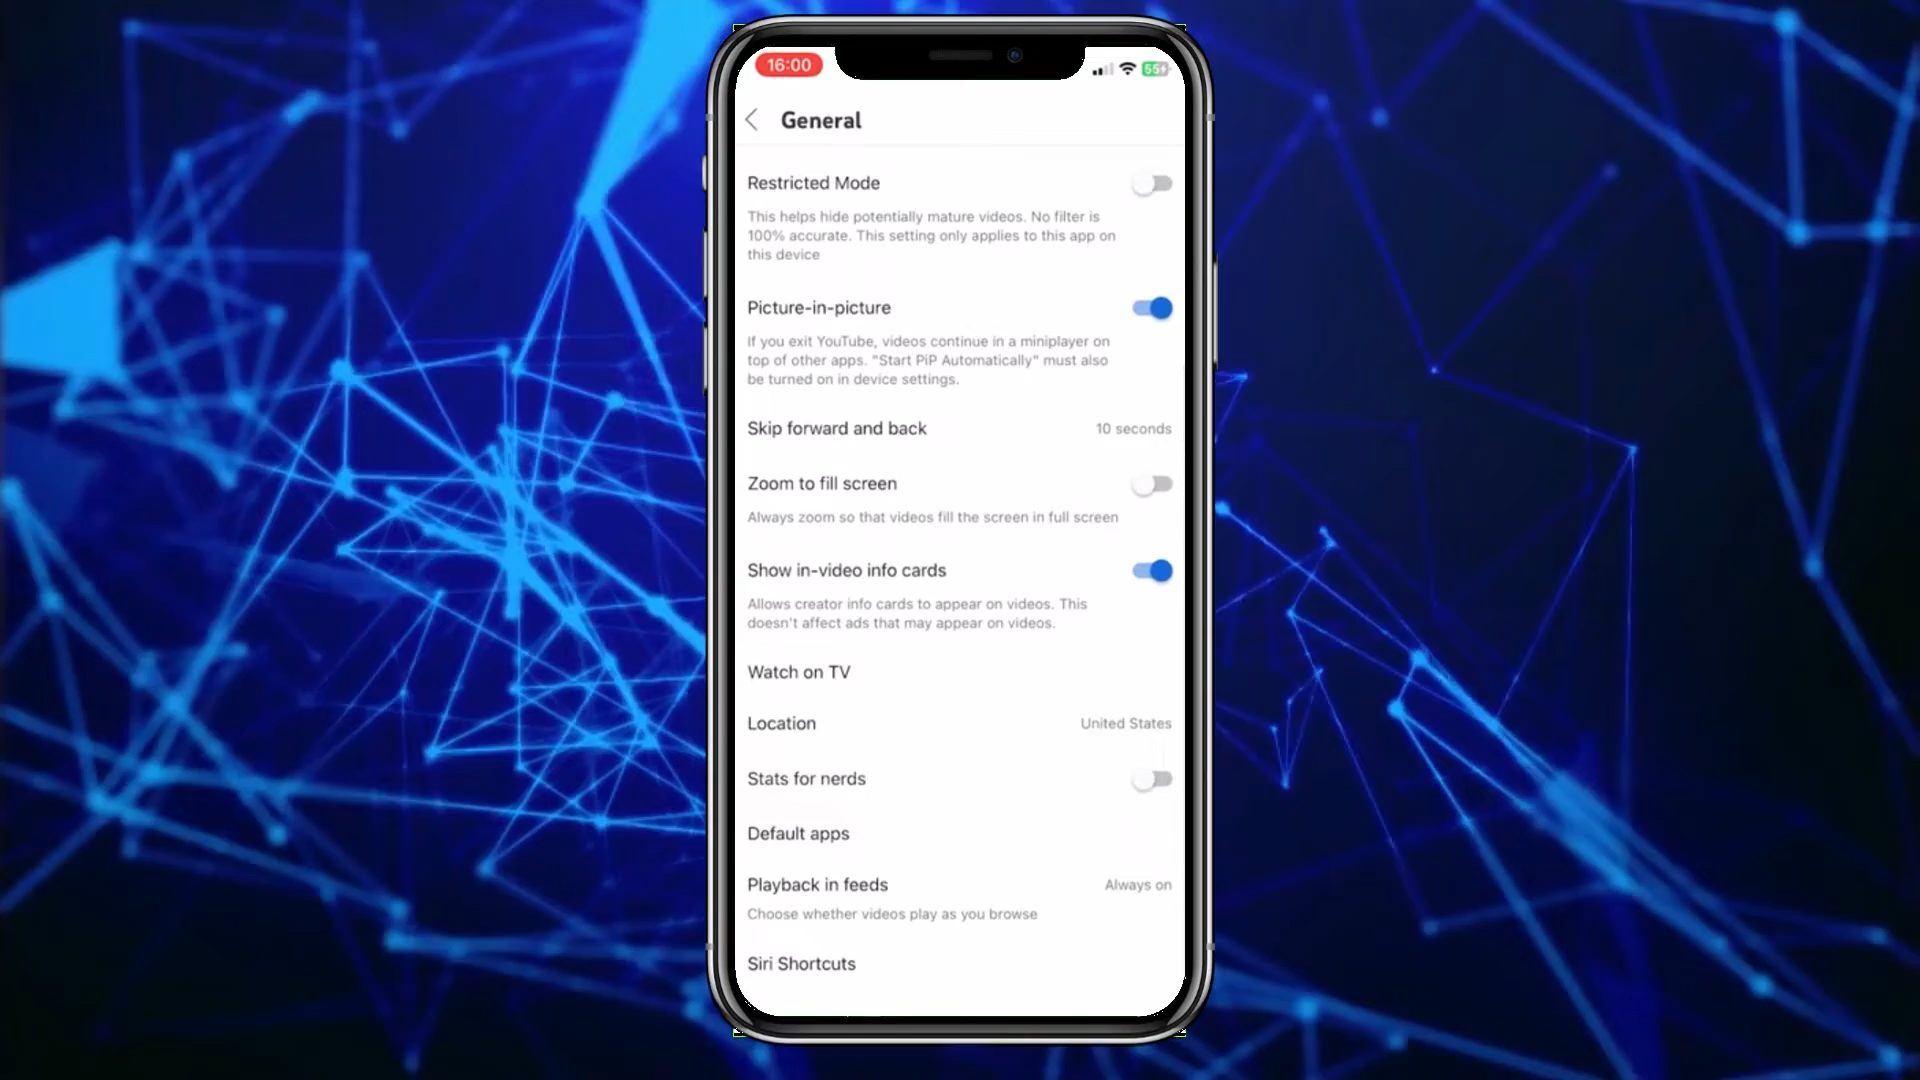 16:00
55
General
Restricted Mode
This helps hide potentially mature videos. No filter is
100% accurate. This setting only applies to this app on
this device
Picture-in-picture
If you exit YouTube, videos continue in a miniplayer on
top of other apps. "Start PiP Automatically" must also
be turned on in device settings.
Skip forward and back 10 seconds
Zoom to fill screen
Always zoom so that videos fill the screen in full screen
Show in-video info cards
Allows creator info cards to appear on videos. This
doesn't affect ads that may appear on videos.
Watch on TV
Location United States
Stats for nerds
Default apps
Playback in feeds Always on
Choose whether videos play as you browse
Siri Shortcuts